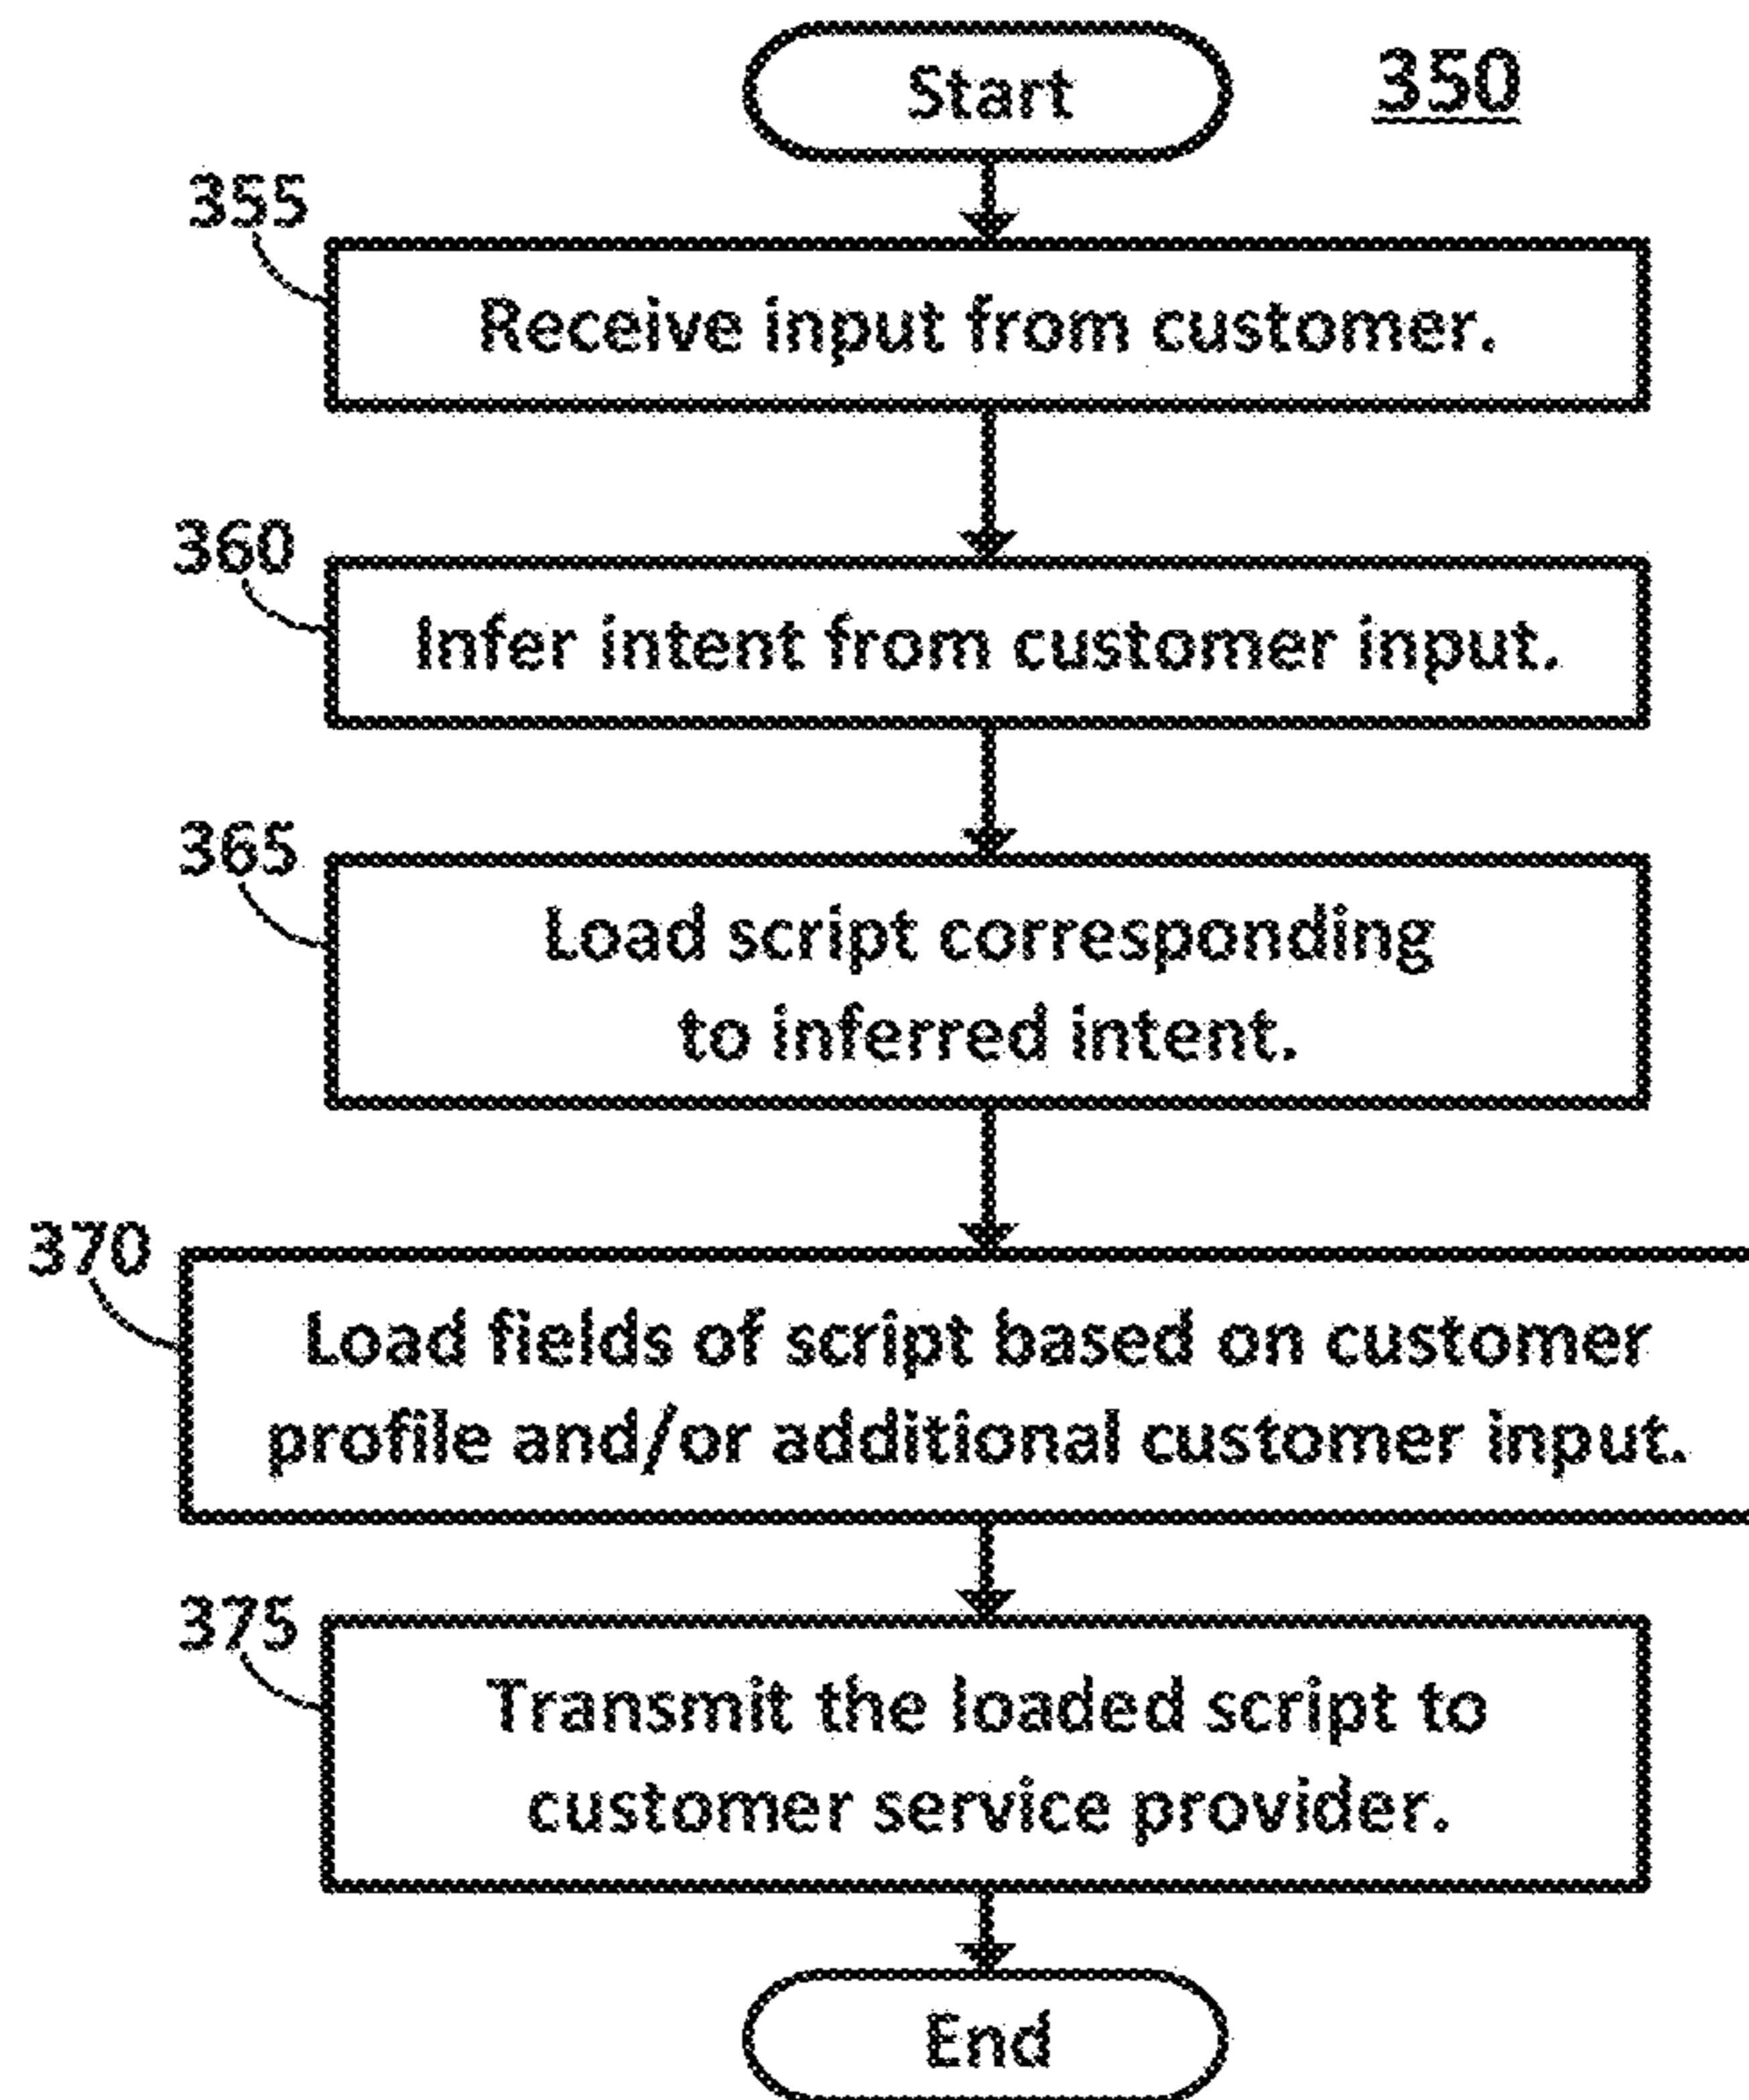 Start
350
355
Receive input from customer.
360
Infer intent from customer input.
365
Load script corresponding
to inferred intent.
370
Load fields of script based on customer
profile and/or additional customer input.
375
Transmit the loaded script to
customer service provider.
End